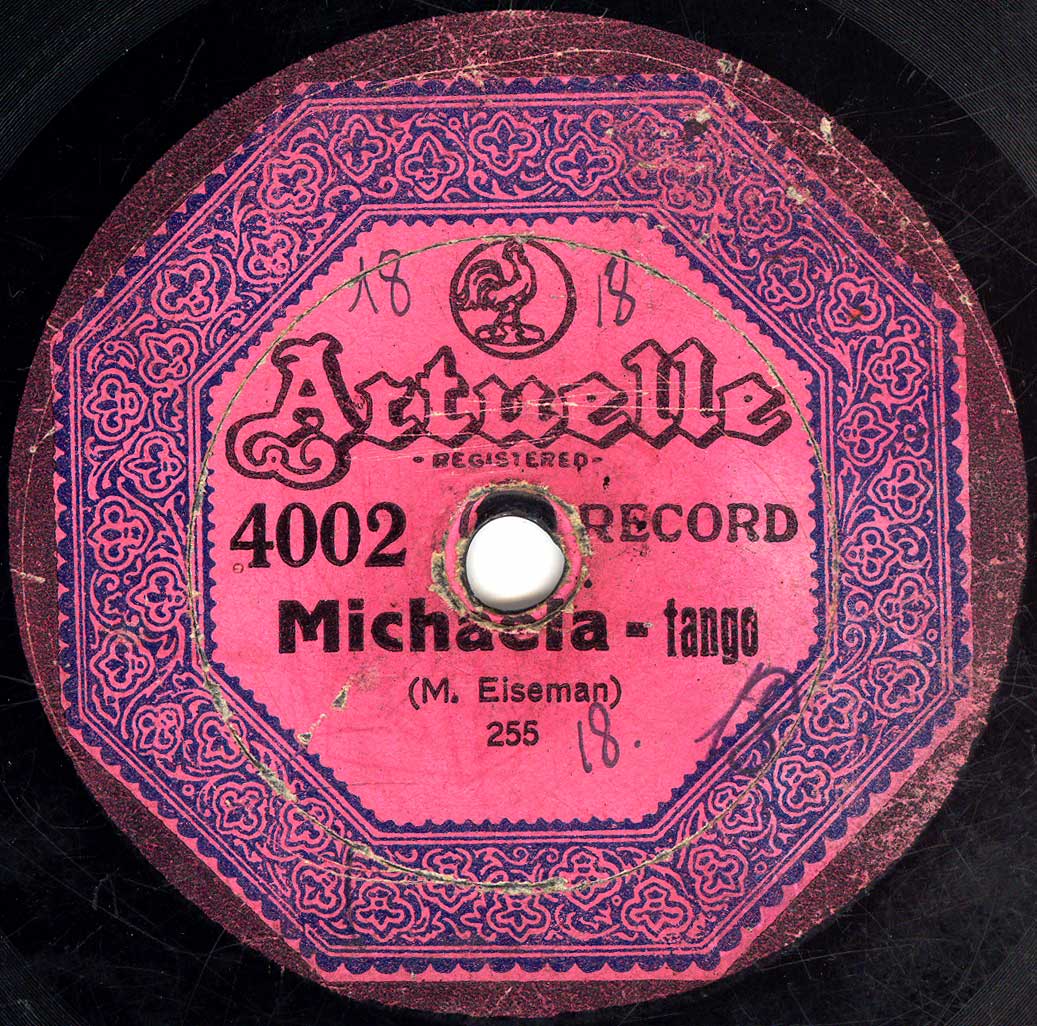 18 18
Actuelle
- REGISTERED -
4002 RECORD
Michaela - tango
(M. Eiseman)
255
18.